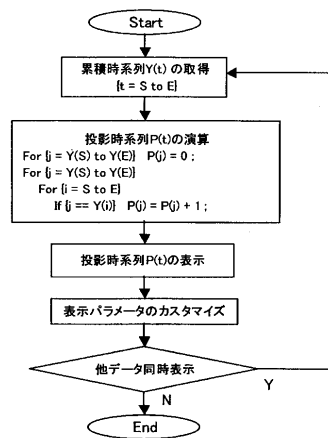 Start
累積時系列Y(t) の取得
{t = S to E}
投影時系列P(t)の演算
For {j = Y(S) to Y(E)} P(j) = 0 ;
For {j = Y(S) to Y(E)}
For {i = S to E}
If {j == Y(i)} P(j) = P(j) + 1 ;
投影時系列P(t)の表示
表示パラメータのカスタマイズ
他データ同時表示
Y
N
End